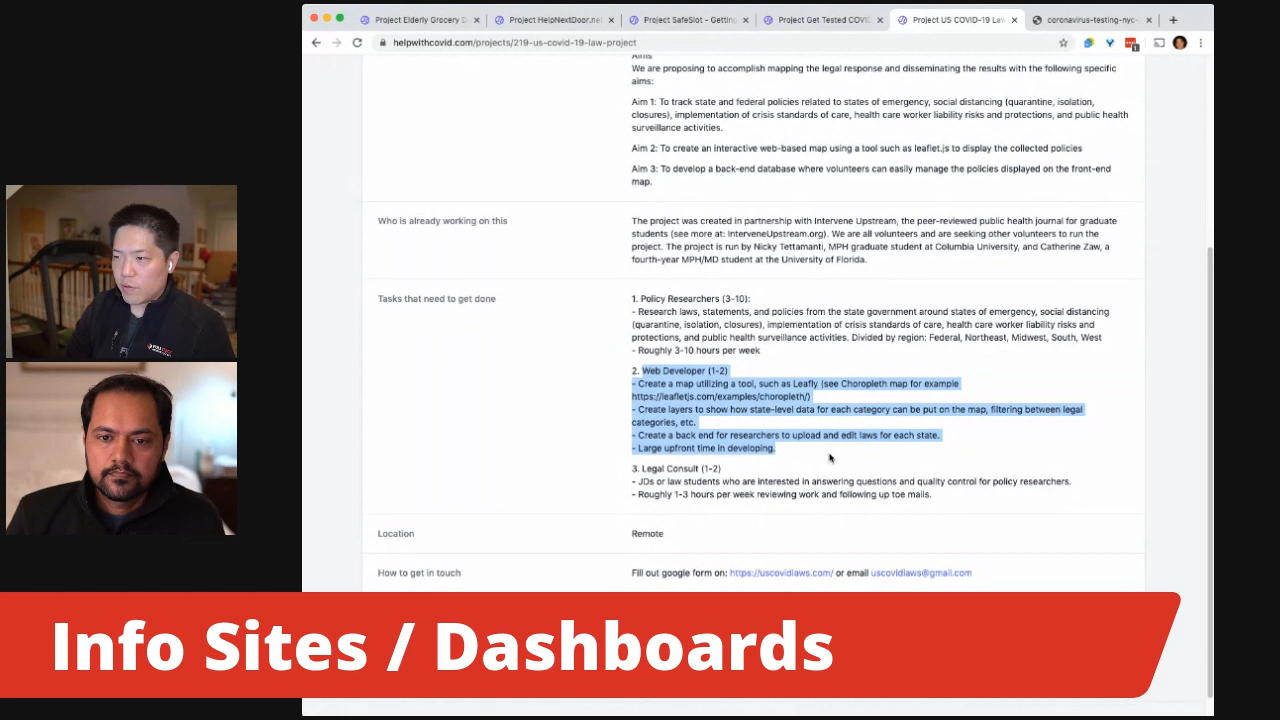 Project Elderly Grocery D
Project HelpNextDoor.ne
Project SafeSlot - Gettin
Project Get Tested COVI
Project US COVID-19 Law
coronavirus-testing-nyc-
helpwithcovid.com/projects/219-us-covid-19-law-project
1
Aims
We are proposing to accomplish mapping the legal response and disseminating the results with the following specific
aims:
Aim 1: To track state and federal policies related to states of emergency, social distancing (quarantine, isolation,
closures), implementation of crisis standards of care, health care worker liability risks and protections, and public health
surveillance activities.
Aim 2: To create an interactive web-based map using a tool such as leaflet.js to display the collected policies
Aim 3: To develop a back-end database where volunteers can easily manage the policies displayed on the front-end
map.
Who is already working on this
The project was created in partnership with Intervene Upstream, the peer-reviewed public health journal for graduate
students (see more at: InterveneUpstream.org). We are all volunteers and are seeking other volunteers to run the
project. The project is run by Nicky Tettamanti, MPH graduate student at Columbia University, and Catherine Zaw, a
fourth-year MPH/MD student at the University of Florida.
Tasks that need to get done
1. Policy Researchers (3-10):
- Research laws, statements, and policies from the state government around states of emergency, social distancing
(quarantine, isolation, closures), implementation of crisis standards of care, health care worker liability risks and
protections, and public health surveillance activities. Divided by region: Federal, Northeast, Midwest, South, West
- Roughly 3-10 hours per week
2. Web Developer (1-2)
- Create a map utilizing a tool, such as Leafly (see Choropleth map for example
https://leafletjs.com/examples/choropleth/)
- Create layers to show how state-level data for each category can be put on the map, filtering between legal
categories, etc.
- Create a back end for researchers to upload and edit laws for each state.
- Large upfront time in developing.
3. Legal Consult (1-2)
- JDs or law students who are interested in answering questions and quality control for policy researchers.
- Roughly 1-3 hours per week reviewing work and following up toe mails.
Location
Remote
How to get in touch
Fill out google form on: https://uscovidlaws.com/ or email uscovidlaws@gmail.com
Info Sites / Dashboards